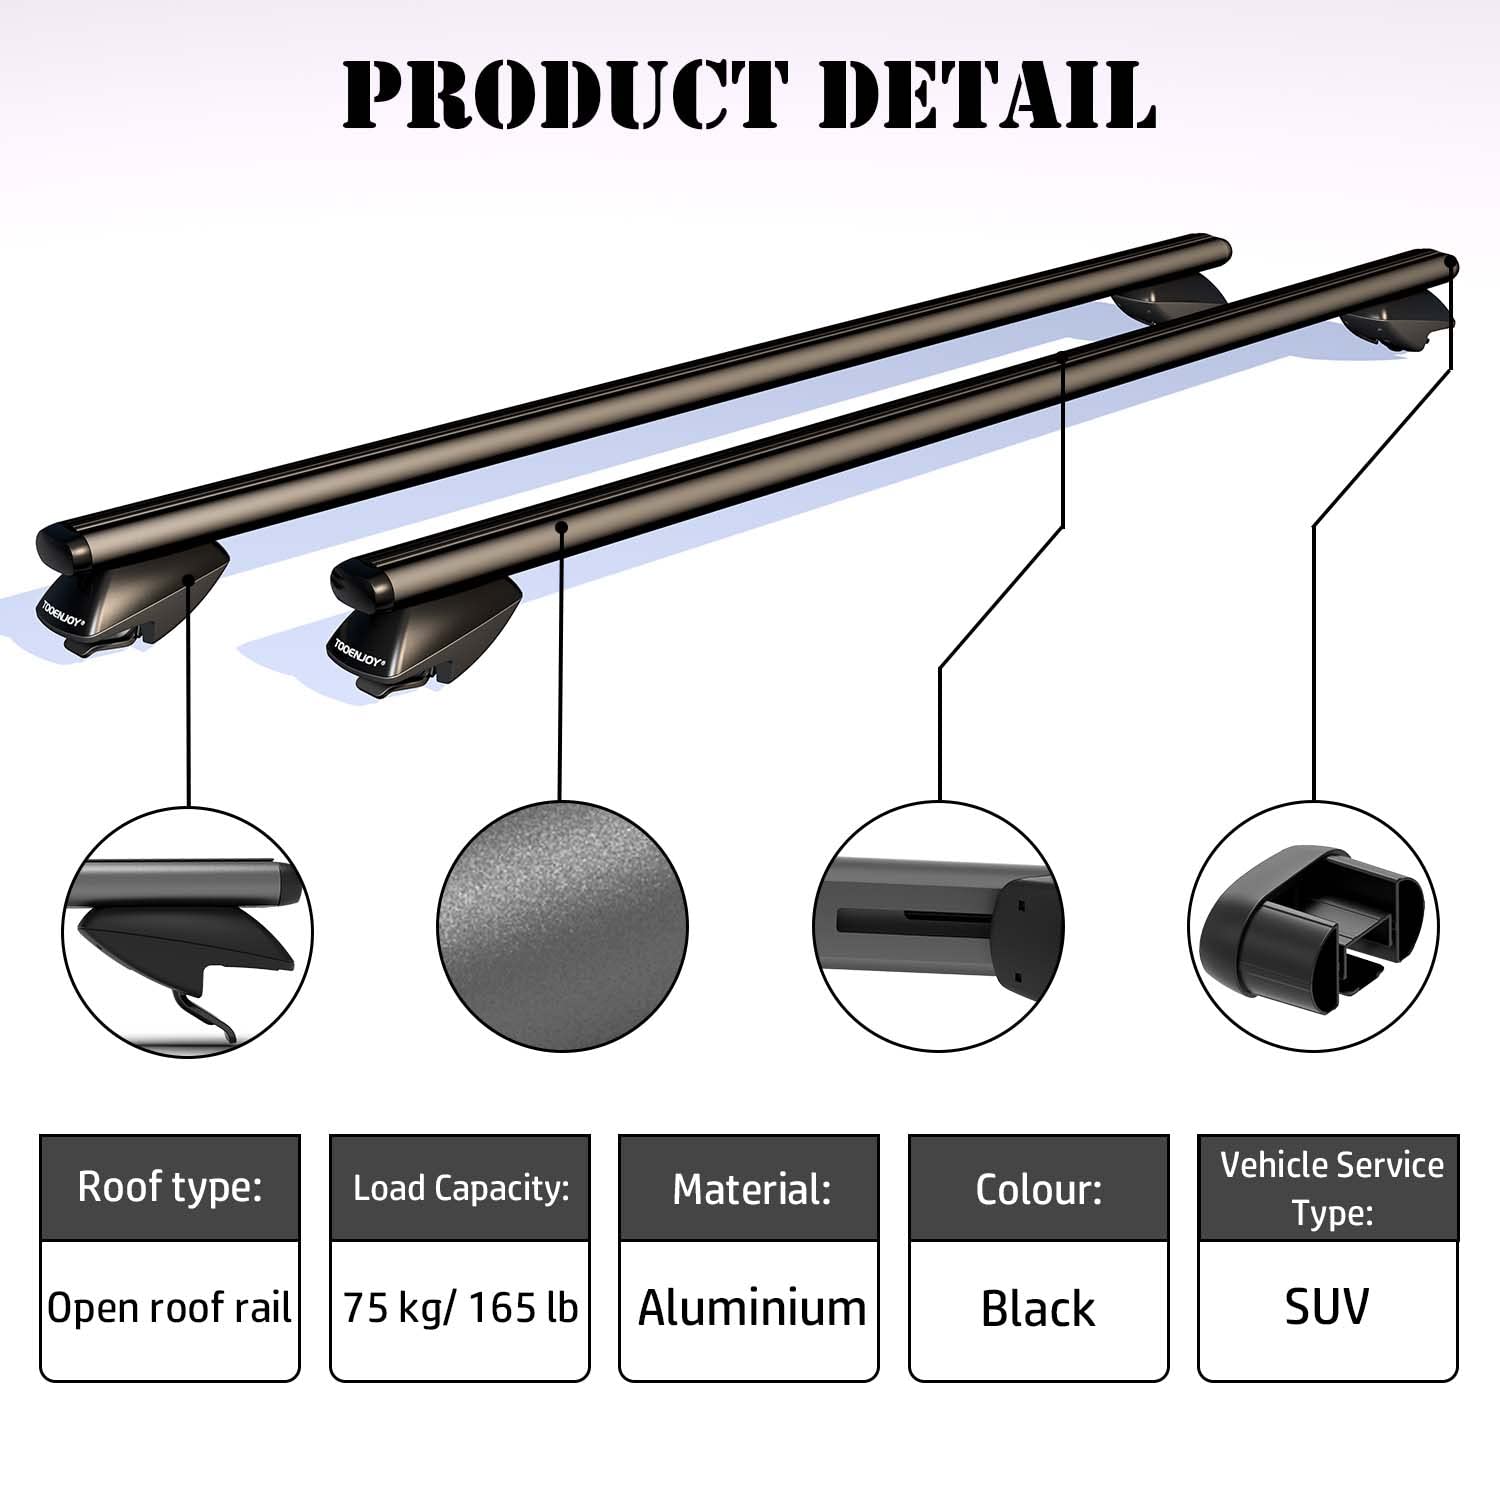 PRODUCT DETAIL
TOOENJOY®
TOOENJOY®
Roof type:
Open roof rail
Load Capacity:
75 kg/ 165 lb
Material:
Aluminium
Colour:
Black
Vehicle Service
Type:
SUV